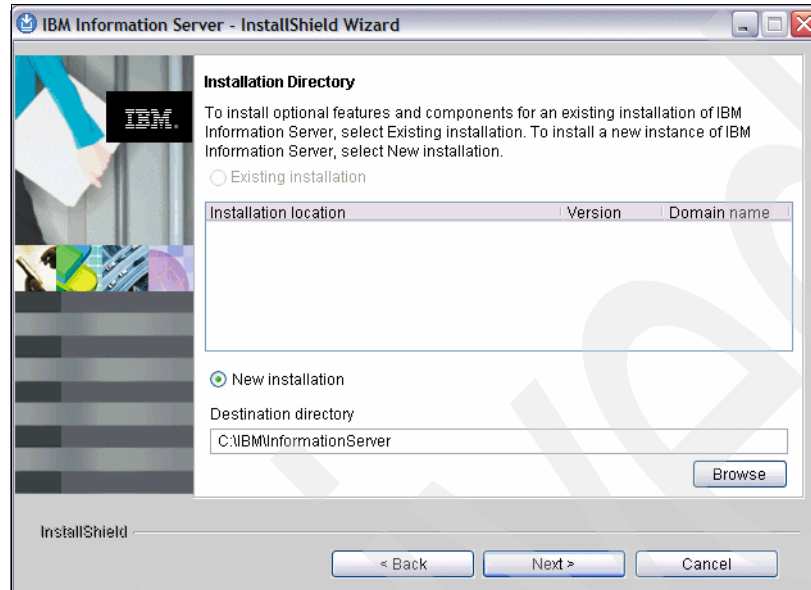 IBM Information Server - InstallShield Wizard
IBM.
Installation Directory
To install optional features and components for an existing installation of IBM
Information Server, select Existing installation. To install a new instance of IBM
Information Server, select New installation.
Existing installation
Installation location Version Domain name
New installation
Destination directory
C:\IBM\InformationServer
Browse
InstallShield
< Back Next > Cancel